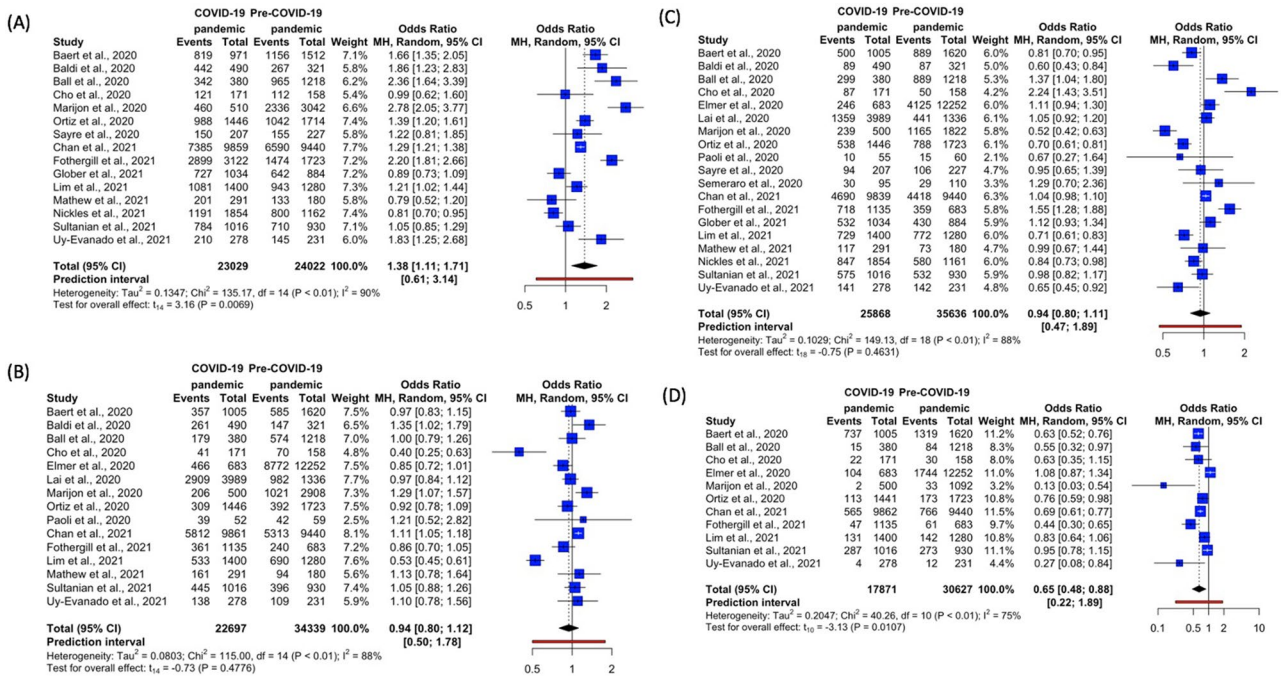 (A)
COVID-19 Pre-COVID-19
pandemic pandemic Odds Ratio Odds Ratio
Study Events Total Events Total Weight MH, Random, 95% CI MH, Random, 95% CI
Baert et al., 2020 819 971 1156 1512 7.1% 1.66 [1.35; 2.05]
Baldi et al., 2020 442 490 267 321 5.6% 1.86 [1.23; 2.83]
Ball et al., 2020 342 380 965 1218 5.9% 2.36 [1.64; 3.39]
Cho et al., 2020 121 171 112 158 5.2% 0.99 [0.62; 1.60]
Marijon et al., 2020 460 510 2336 3042 6.2% 2.78 [2.05; 3.77]
Ortiz et al., 2020 988 1446 1042 1714 7.4% 1.39 [1.20; 1.61]
Sayre et al., 2020 150 207 155 227 5.6% 1.22 [0.81; 1.85]
Chan et al., 2021 7385 9859 6590 9440 7.6% 1.29 [1.21; 1.38]
Fothergill et al., 2021 2899 3122 1474 1723 7.2% 2.20 [1.81; 2.66]
Glober et al., 2021 727 1034 642 884 7.2% 0.89 [0.73; 1.09]
Lim et al., 2021 1081 1400 943 1280 7.3% 1.21 [1.02; 1.44]
Mathew et al., 2021 201 291 133 180 5.5% 0.79 [0.52; 1.20]
Nickles et al., 2021 1191 1854 800 1162 7.4% 0.81 [0.70; 0.95]
Sultanian et al., 2021 784 1016 710 930 7.1% 1.05 [0.85; 1.29]
Uy-Evanado et al., 2021 210 278 145 231 6.0% 1.83 [1.25; 2.68]
Total (95% CI) 23029 24022 100.0% 1.38 [1.11; 1.71]
Prediction interval [0.61; 3.14]
Heterogeneity: Tau² = 0.1347; Chi² = 135.17, df = 14 (P < 0.01); I² = 90%
Test for overall effect: t14 = 3.16 (P = 0.0069)
0.5 1 2
(B)
COVID-19 Pre-COVID-19
pandemic pandemic Odds Ratio Odds Ratio
Study Events Total Events Total Weight MH, Random, 95% CI MH, Random, 95% CI
Baert et al., 2020 357 1005 585 1620 7.5% 0.97 [0.83; 1.15]
Baldi et al., 2020 261 490 147 321 6.2% 1.35 [1.02; 1.79]
Ball et al., 2020 179 380 574 1218 6.8% 1.00 [0.79; 1.26]
Cho et al., 2020 41 171 70 158 4.4% 0.40 [0.25; 0.63]
Elmer et al., 2020 466 683 8772 12252 7.4% 0.85 [0.72; 1.01]
Lai et al., 2020 2909 3989 982 1336 7.6% 0.97 [0.84; 1.12]
Marijon et al., 2020 206 500 1021 2908 7.2% 1.29 [1.07; 1.57]
Ortiz et al., 2020 309 1446 392 1723 7.4% 0.92 [0.78; 1.09]
Paoli et al., 2020 39 52 42 59 2.1% 1.21 [0.52; 2.82]
Chan et al., 2021 5812 9861 5313 9440 8.1% 1.11 [1.05; 1.18]
Fothergill et al., 2021 361 1135 240 683 7.1% 0.86 [0.70; 1.05]
Lim et al., 2021 533 1400 690 1280 7.5% 0.53 [0.45; 0.61]
Mathew et al., 2021 161 291 94 180 5.2% 1.13 [0.78; 1.64]
Sultanian et al., 2021 445 1016 396 930 7.3% 1.05 [0.88; 1.26]
Uy-Evanado et al., 2021 138 278 109 231 5.5% 1.10 [0.78; 1.56]
Total (95% CI) 22697 34339 100.0% 0.94 [0.80; 1.12]
Prediction interval [0.50; 1.78]
Heterogeneity: Tau² = 0.0803; Chi² = 115.00, df = 14 (P < 0.01); I² = 88%
Test for overall effect: t14 = -0.73 (P = 0.4776)
0.5 1 2
(C)
COVID-19 Pre-COVID-19
pandemic pandemic Odds Ratio Odds Ratio
Study Events Total Events Total Weight MH, Random, 95% CI MH, Random, 95% CI
Baert et al., 2020 500 1005 889 1620 6.0% 0.81 [0.70; 0.95]
Baldi et al., 2020 89 490 87 321 5.2% 0.60 [0.43; 0.84]
Ball et al., 2020 299 380 889 1218 5.5% 1.37 [1.04; 1.80]
Cho et al., 2020 87 171 50 158 4.3% 2.24 [1.43; 3.51]
Elmer et al., 2020 246 683 4125 12252 6.0% 1.11 [0.94; 1.30]
Lai et al., 2020 1359 3989 441 1336 6.1% 1.05 [0.92; 1.20]
Marijon et al., 2020 239 500 1165 1822 5.8% 0.52 [0.42; 0.63]
Ortiz et al., 2020 538 1446 788 1723 6.1% 0.70 [0.61; 0.81]
Paoli et al., 2020 10 55 15 60 2.1% 0.67 [0.27; 1.64]
Sayre et al., 2020 94 207 106 227 4.8% 0.95 [0.65; 1.39]
Semeraro et al., 2020 30 95 29 110 3.3% 1.29 [0.70; 2.36]
Chan et al., 2021 4690 9839 4418 9440 6.3% 1.04 [0.98; 1.10]
Fothergill et al., 2021 718 1135 359 683 5.9% 1.55 [1.28; 1.88]
Glober et al., 2021 532 1034 430 884 5.9% 1.12 [0.93; 1.34]
Lim et al., 2021 729 1400 772 1280 6.0% 0.71 [0.61; 0.83]
Mathew et al., 2021 117 291 73 180 4.8% 0.99 [0.67; 1.44]
Nickles et al., 2021 847 1854 580 1161 6.1% 0.84 [0.73; 0.98]
Sultanian et al., 2021 575 1016 532 930 5.9% 0.98 [0.82; 1.17]
Uy-Evanado et al., 2021 141 278 142 231 4.9% 0.65 [0.45; 0.92]
Total (95% CI) 25868 35636 100.0% 0.94 [0.80; 1.11]
Prediction interval [0.47; 1.89]
Heterogeneity: Tau² = 0.1029; Chi² = 149.13, df = 18 (P < 0.01); I² = 88%
Test for overall effect: t18 = -0.75 (P = 0.4631)
0.5 1 2
(D)
COVID-19 Pre-COVID-19
pandemic pandemic Odds Ratio Odds Ratio
Study Events Total Events Total Weight MH, Random, 95% CI MH, Random, 95% CI
Baert et al., 2020 737 1005 1319 1620 11.2% 0.63 [0.52; 0.76]
Ball et al., 2020 15 380 84 1218 8.1% 0.55 [0.32; 0.97]
Cho et al., 2020 22 171 30 158 7.7% 0.63 [0.35; 1.15]
Elmer et al., 2020 104 683 1744 12252 11.0% 1.08 [0.87; 1.34]
Marijon et al., 2020 2 500 33 1092 3.2% 0.13 [0.03; 0.54]
Ortiz et al., 2020 113 1441 173 1723 10.8% 0.76 [0.59; 0.98]
Chan et al., 2021 565 9862 766 9440 11.5% 0.69 [0.61; 0.77]
Fothergill et al., 2021 47 1135 61 683 9.7% 0.44 [0.30; 0.65]
Lim et al., 2021 131 1400 142 1280 10.8% 0.83 [0.64; 1.06]
Sultanian et al., 2021 287 1016 273 930 11.2% 0.95 [0.78; 1.15]
Uy-Evanado et al., 2021 4 278 12 231 4.4% 0.27 [0.08; 0.84]
Total (95% CI) 17871 30627 100.0% 0.65 [0.48; 0.88]
Prediction interval [0.22; 1.89]
Heterogeneity: Tau² = 0.2047; Chi² = 40.26, df = 10 (P < 0.01); I² = 75%
Test for overall effect: t10 = -3.13 (P = 0.0107)
0.1 0.5 1 2 10